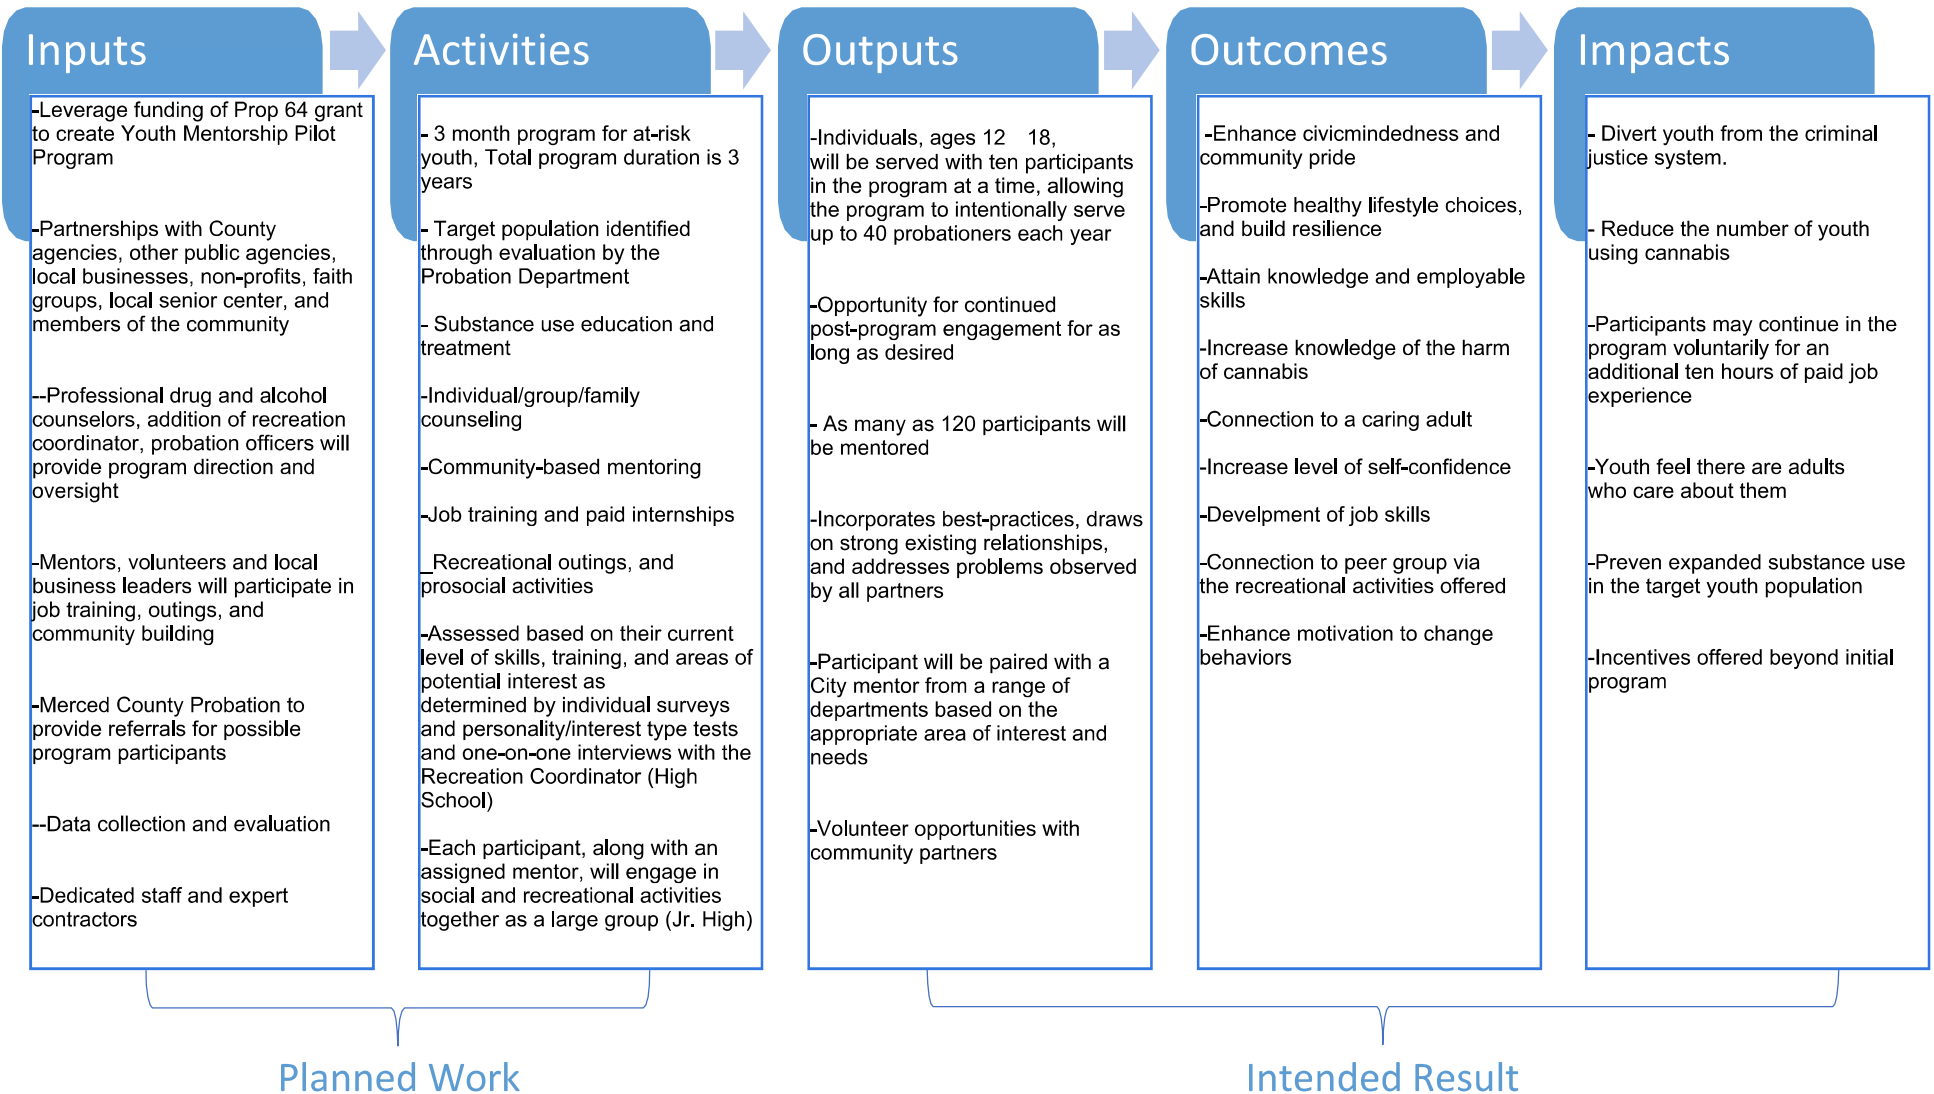 Inputs
-Leverage funding of Prop 64 grant
to create Youth Mentorship Pilot
Program
-Partnerships with County
agencies, other public agencies,
local businesses, non-profits, faith
groups, local senior center, and
members of the community
--Professional drug and alcohol
counselors, addition of recreation
coordinator, probation officers will
provide program direction and
oversight
-Mentors, volunteers and local
business leaders will participate in
job training, outings, and
community building
-Merced County Probation to
provide referrals for possible
program participants
--Data collection and evaluation
-Dedicated staff and expert
contractors
Activities
- 3 month program for at-risk
youth, Total program duration is 3
years
- Target population identified
through evaluation by the
Probation Department
- Substance use education and
treatment
-Individual/group/family
counseling
-Community-based mentoring
-Job training and paid internships
_Recreational outings, and
prosocial activities
-Assessed based on their current
level of skills, training, and areas of
potential interest as
determined by individual surveys
and personality/interest type tests
and one-on-one interviews with the
Recreation Coordinator (High
School)
-Each participant, along with an
assigned mentor, will engage in
social and recreational activities
together as a large group (Jr. High)
Outputs
-Individuals, ages 12 18,
will be served with ten participants
in the program at a time, allowing
the program to intentionally serve
up to 40 probationers each year
-Opportunity for continued
post-program engagement for as
long as desired
- As many as 120 participants will
be mentored
-Incorporates best-practices, draws
on strong existing relationships,
and addresses problems observed
by all partners
-Participant will be paired with a
City mentor from a range of
departments based on the
appropriate area of interest and
needs
-Volunteer opportunities with
community partners
Outcomes
-Enhance civicmindedness and
community pride
-Promote healthy lifestyle choices,
and build resilience
-Attain knowledge and employable
skills
-Increase knowledge of the harm
of cannabis
-Connection to a caring adult
-Increase level of self-confidence
-Develpment of job skills
-Connection to peer group via
the recreational activities offered
-Enhance motivation to change
behaviors
Impacts
- Divert youth from the criminal
justice system.
- Reduce the number of youth
using cannabis
-Participants may continue in the
program voluntarily for an
additional ten hours of paid job
experience
-Youth feel there are adults
who care about them
-Preven expanded substance use
in the target youth population
-Incentives offered beyond initial
program
Planned Work
Intended Result